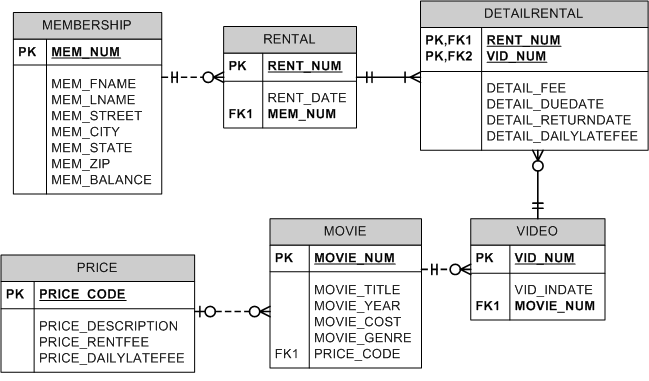 MEMBERSHIP
PK MEM_NUM
MEM_FNAME
MEM_LNAME
MEM_STREET
MEM_CITY
MEM_STATE
MEM_ZIP
MEM_BALANCE
RENTAL
PK RENT_NUM
RENT_DATE
FK1 MEM_NUM
DETAILRENTAL
PK,FK1 RENT_NUM
PK,FK2 VID_NUM
DETAIL_FEE
DETAIL_DUEDATE
DETAIL_RETURNDATE
DETAIL_DAILYLATEFEE
PRICE
PK PRICE_CODE
PRICE_DESCRIPTION
PRICE_RENTFEE
PRICE_DAILYLATEFEE
MOVIE
PK MOVIE_NUM
MOVIE_TITLE
MOVIE_YEAR
MOVIE_COST
MOVIE_GENRE
FK1 PRICE_CODE
VIDEO
PK VID_NUM
VID_INDATE
FK1 MOVIE_NUM